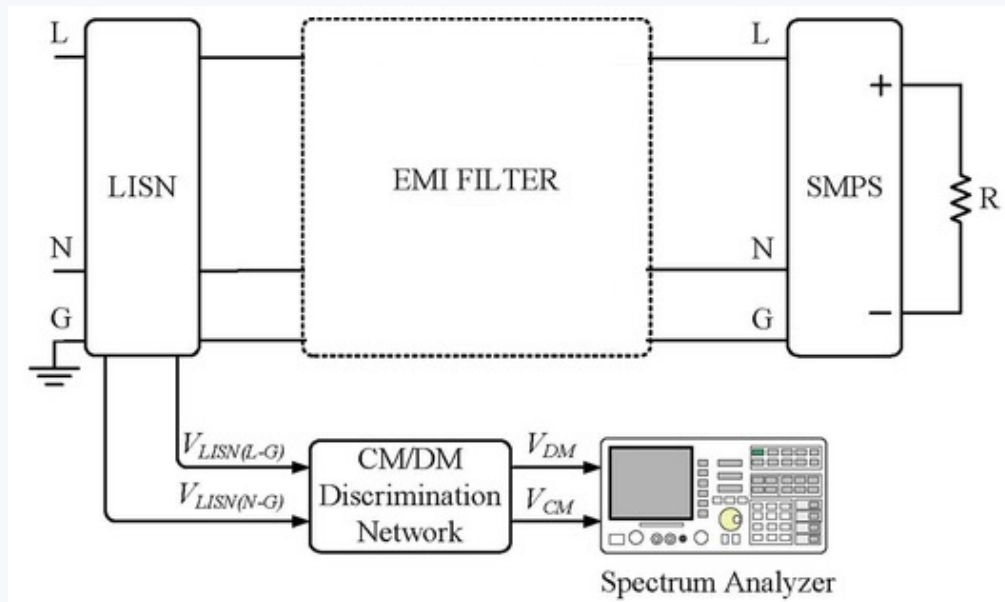 L
L
+
LISN
EMI FILTER
SMPS
R
N
N
G
G
−
V_LISN(L-G)
V_LISN(N-G)
CM/DM
Discrimination
Network
V_DM
V_CM
Spectrum Analyzer